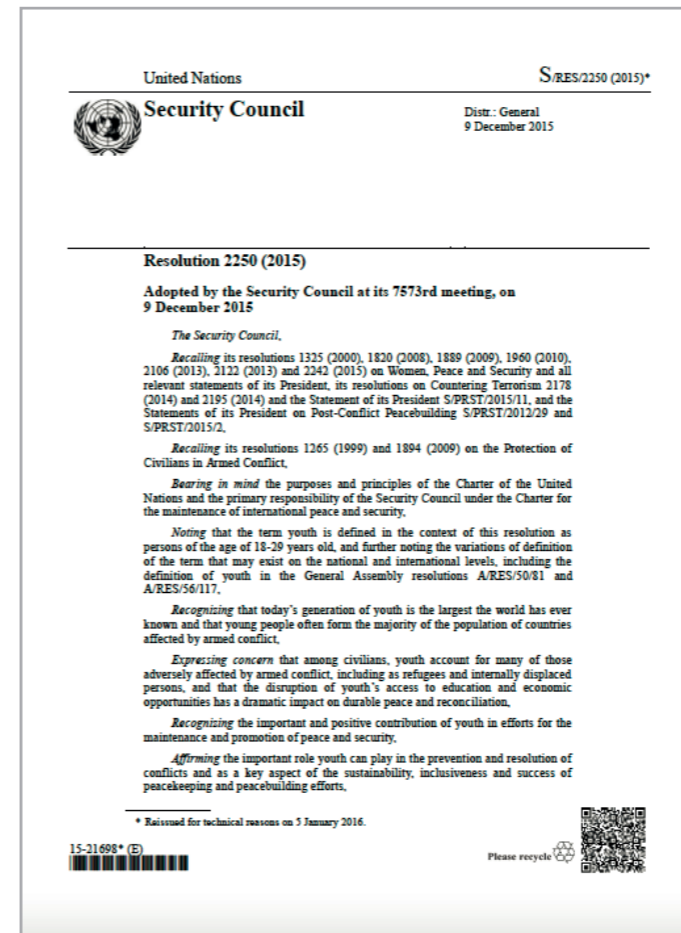 United Nations
S/RES/2250 (2015)*
Security Council
Distr.: General
9 December 2015
Resolution 2250 (2015)
Adopted by the Security Council at its 7573rd meeting, on
9 December 2015
The Security Council,
Recalling its resolutions 1325 (2000), 1820 (2008), 1889 (2009), 1960 (2010),
2106 (2013), 2122 (2013) and 2242 (2015) on Women, Peace and Security and all
relevant statements of its President, its resolutions on Countering Terrorism 2178
(2014) and 2195 (2014) and the Statement of its President S/PRST/2015/11, and the
Statements of its President on Post-Conflict Peacebuilding S/PRST/2012/29 and
S/PRST/2015/2,
Recalling its resolutions 1265 (1999) and 1894 (2009) on the Protection of
Civilians in Armed Conflict,
Bearing in mind the purposes and principles of the Charter of the United
Nations and the primary responsibility of the Security Council under the Charter for
the maintenance of international peace and security,
Noting that the term youth is defined in the context of this resolution as
persons of the age of 18-29 years old, and further noting the variations of definition
of the term that may exist on the national and international levels, including the
definition of youth in the General Assembly resolutions A/RES/50/81 and
A/RES/56/117,
Recognizing that today's generation of youth is the largest the world has ever
known and that young people often form the majority of the population of countries
affected by armed conflict,
Expressing concern that among civilians, youth account for many of those
adversely affected by armed conflict, including as refugees and internally displaced
persons, and that the disruption of youth's access to education and economic
opportunities has a dramatic impact on durable peace and reconciliation,
Recognizing the important and positive contribution of youth in efforts for the
maintenance and promotion of peace and security,
Affirming the important role youth can play in the prevention and resolution of
conflicts and as a key aspect of the sustainability, inclusiveness and success of
peacekeeping and peacebuilding efforts,
* Reissued for technical reasons on 5 January 2016.
15-21698* (E)
Please recycle